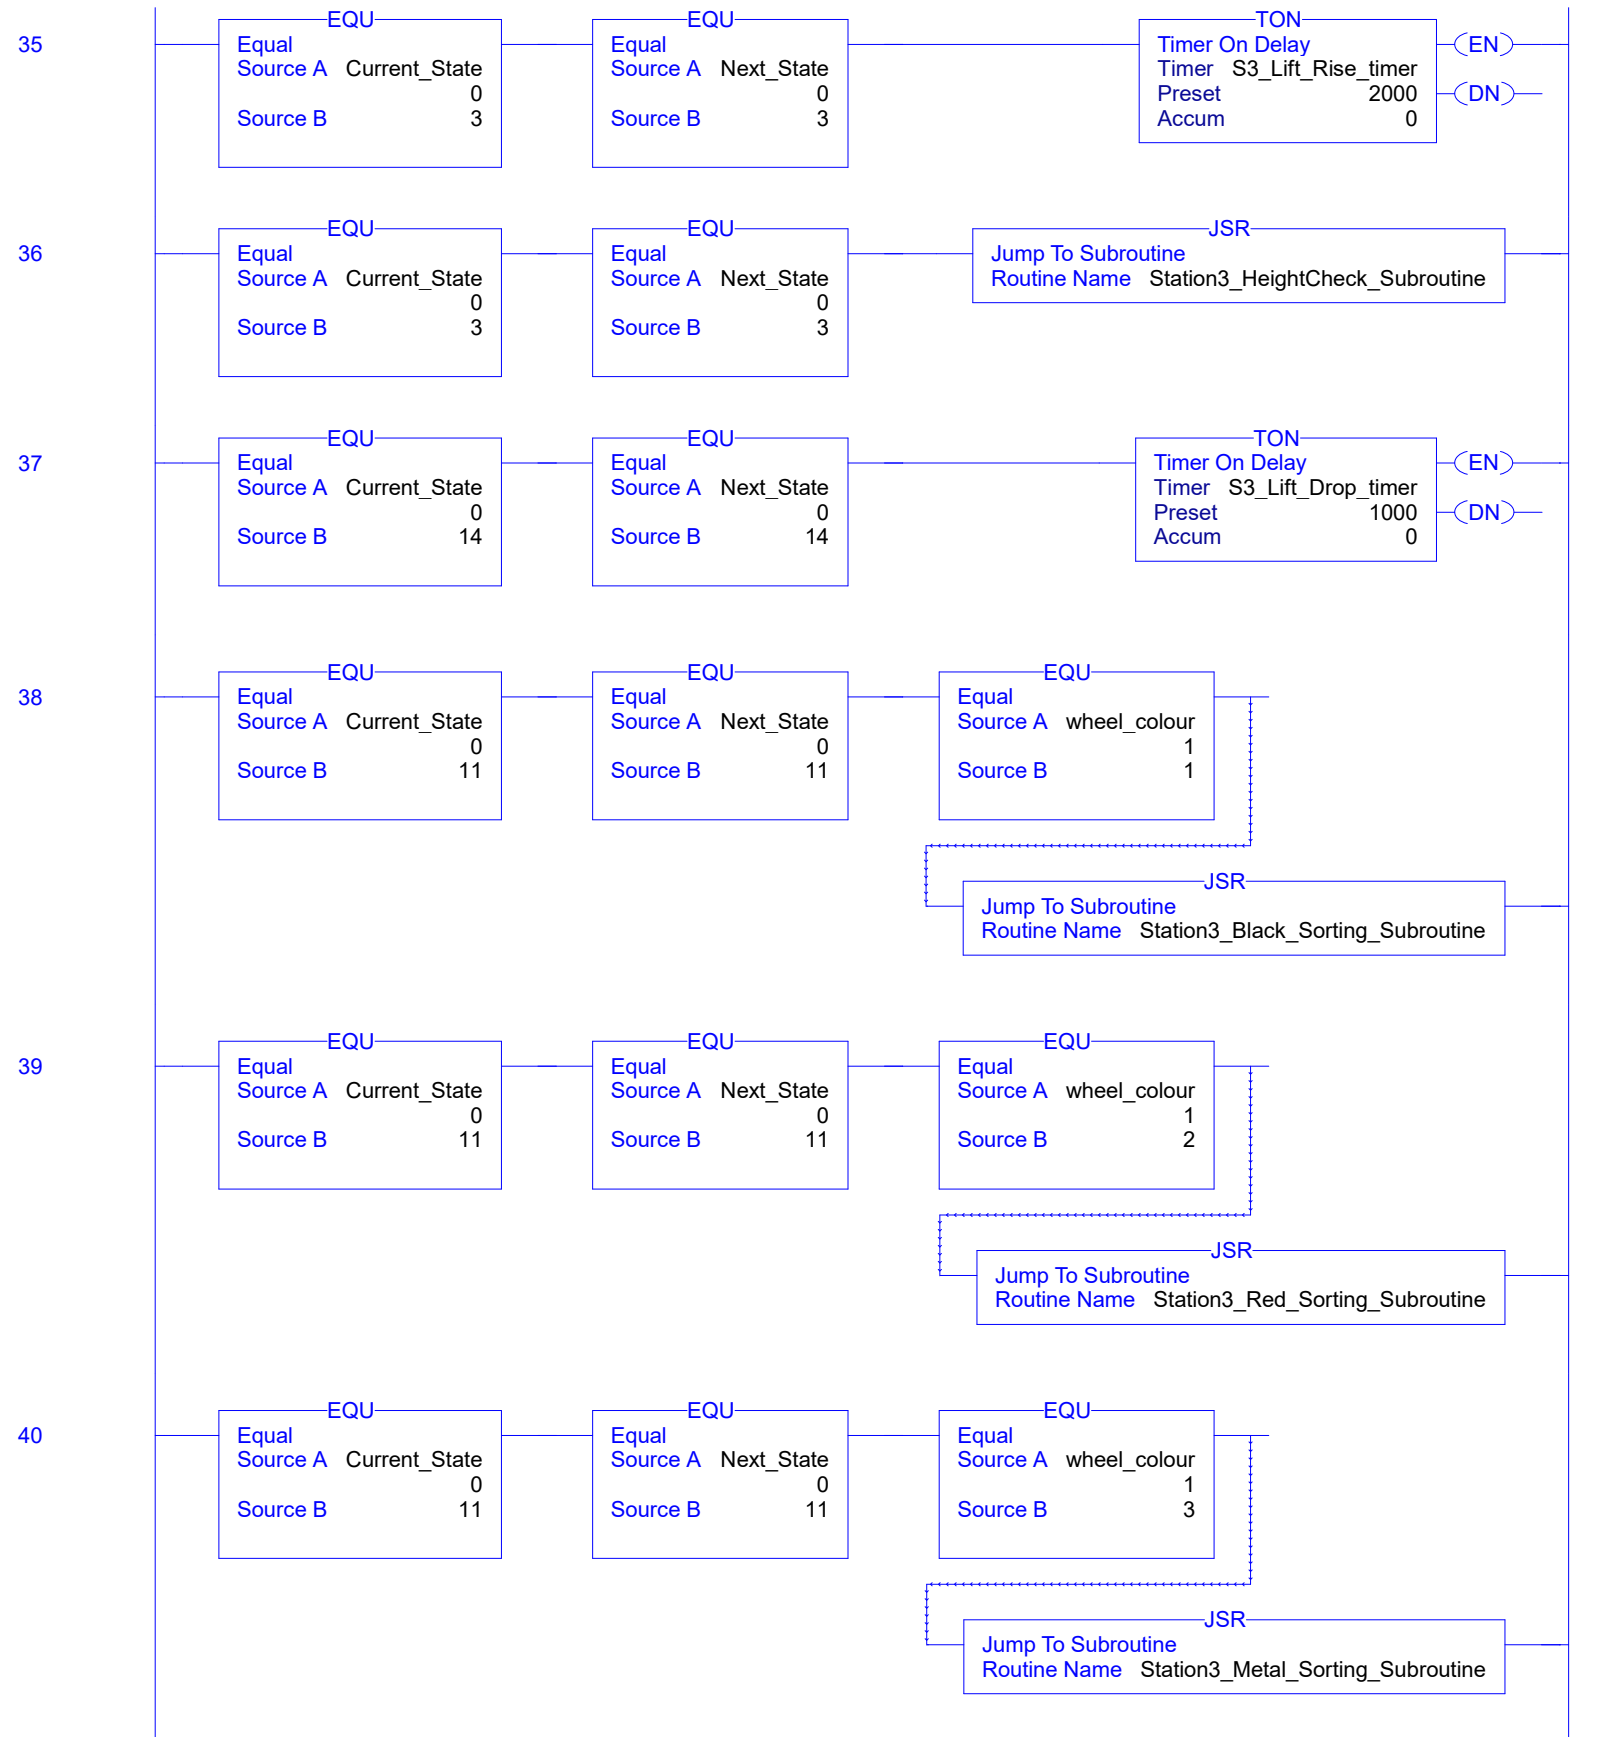 35
EQU
Equal
Source A Current_State
0
Source B 3
EQU
Equal
Source A Next_State
0
Source B 3
TON
Timer On Delay
Timer S3_Lift_Rise_timer
Preset 2000
Accum 0
EN
DN
36
EQU
Equal
Source A Current_State
0
Source B 3
EQU
Equal
Source A Next_State
0
Source B 3
JSR
Jump To Subroutine
Routine Name Station3_HeightCheck_Subroutine
37
EQU
Equal
Source A Current_State
0
Source B 14
EQU
Equal
Source A Next_State
0
Source B 14
TON
Timer On Delay
Timer S3_Lift_Drop_timer
Preset 1000
Accum 0
EN
DN
38
EQU
Equal
Source A Current_State
0
Source B 11
EQU
Equal
Source A Next_State
0
Source B 11
EQU
Equal
Source A wheel_colour
1
Source B 1
JSR
Jump To Subroutine
Routine Name Station3_Black_Sorting_Subroutine
39
EQU
Equal
Source A Current_State
0
Source B 11
EQU
Equal
Source A Next_State
0
Source B 11
EQU
Equal
Source A wheel_colour
1
Source B 2
JSR
Jump To Subroutine
Routine Name Station3_Red_Sorting_Subroutine
40
EQU
Equal
Source A Current_State
0
Source B 11
EQU
Equal
Source A Next_State
0
Source B 11
EQU
Equal
Source A wheel_colour
1
Source B 3
JSR
Jump To Subroutine
Routine Name Station3_Metal_Sorting_Subroutine